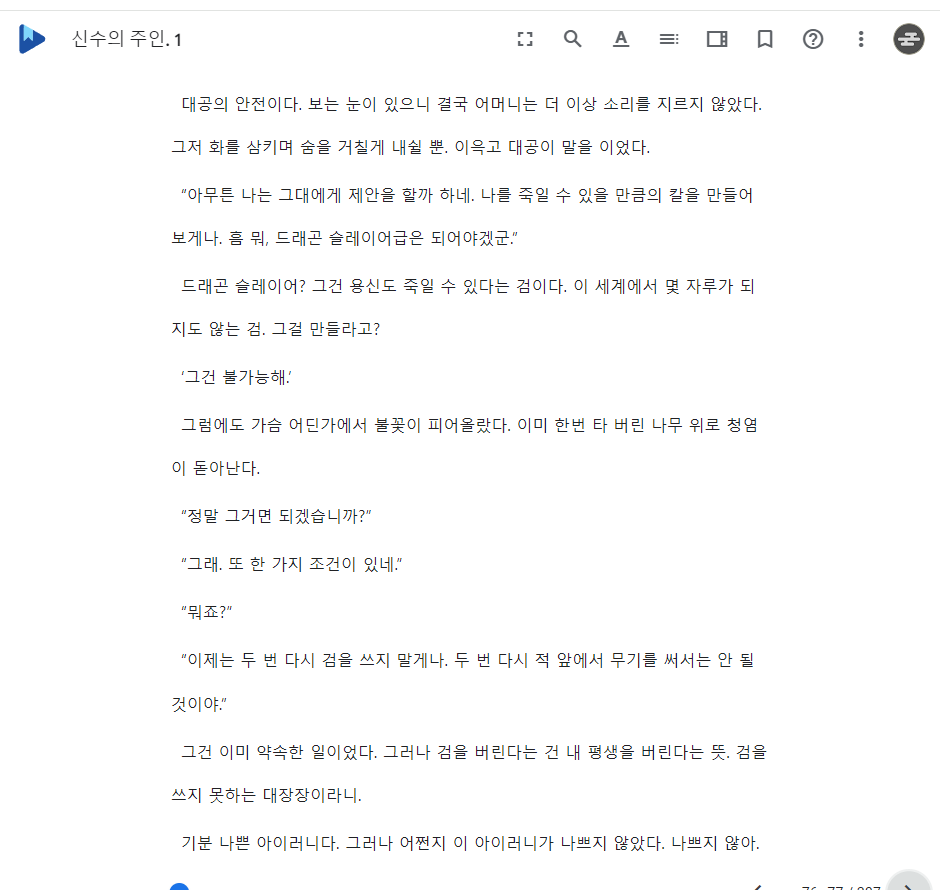 신수의 주인. 1
대공의 안전이다. 보는 눈이 있으니 결국 어머니는 더 이상 소리를 지르지 않았다.
그저 화를 삼키며 숨을 거칠게 내쉴 뿐. 이윽고 대공이 말을 이었다.
“아무튼 나는 그대에게 제안을 할까 하네. 나를 죽일 수 있을 만큼의 칼을 만들어
보게나. 흠 뭐, 드래곤 슬레이어급은 되어야겠군.”
드래곤 슬레이어? 그건 용신도 죽일 수 있다는 검이다. 이 세계에서 몇 자루가 되
지도 않는 검. 그걸 만들라고?
‘그건 불가능해.’
그럼에도 가슴 어딘가에서 불꽃이 피어올랐다. 이미 한번 타 버린 나무 위로 청염
이 돋아난다.
“정말 그거면 되겠습니까?”
“그래. 또 한 가지 조건이 있네.”
“뭐죠?”
“이제는 두 번 다시 검을 쓰지 말게나. 두 번 다시 적 앞에서 무기를 써서는 안 될
것이야.”
그건 이미 약속한 일이었다. 그러나 검을 버린다는 건 내 평생을 버린다는 뜻. 검을
쓰지 못하는 대장장이라니.
기분 나쁜 아이러니다. 그러나 어쩐지 이 아이러니가 나쁘지 않았다. 나쁘지 않아.